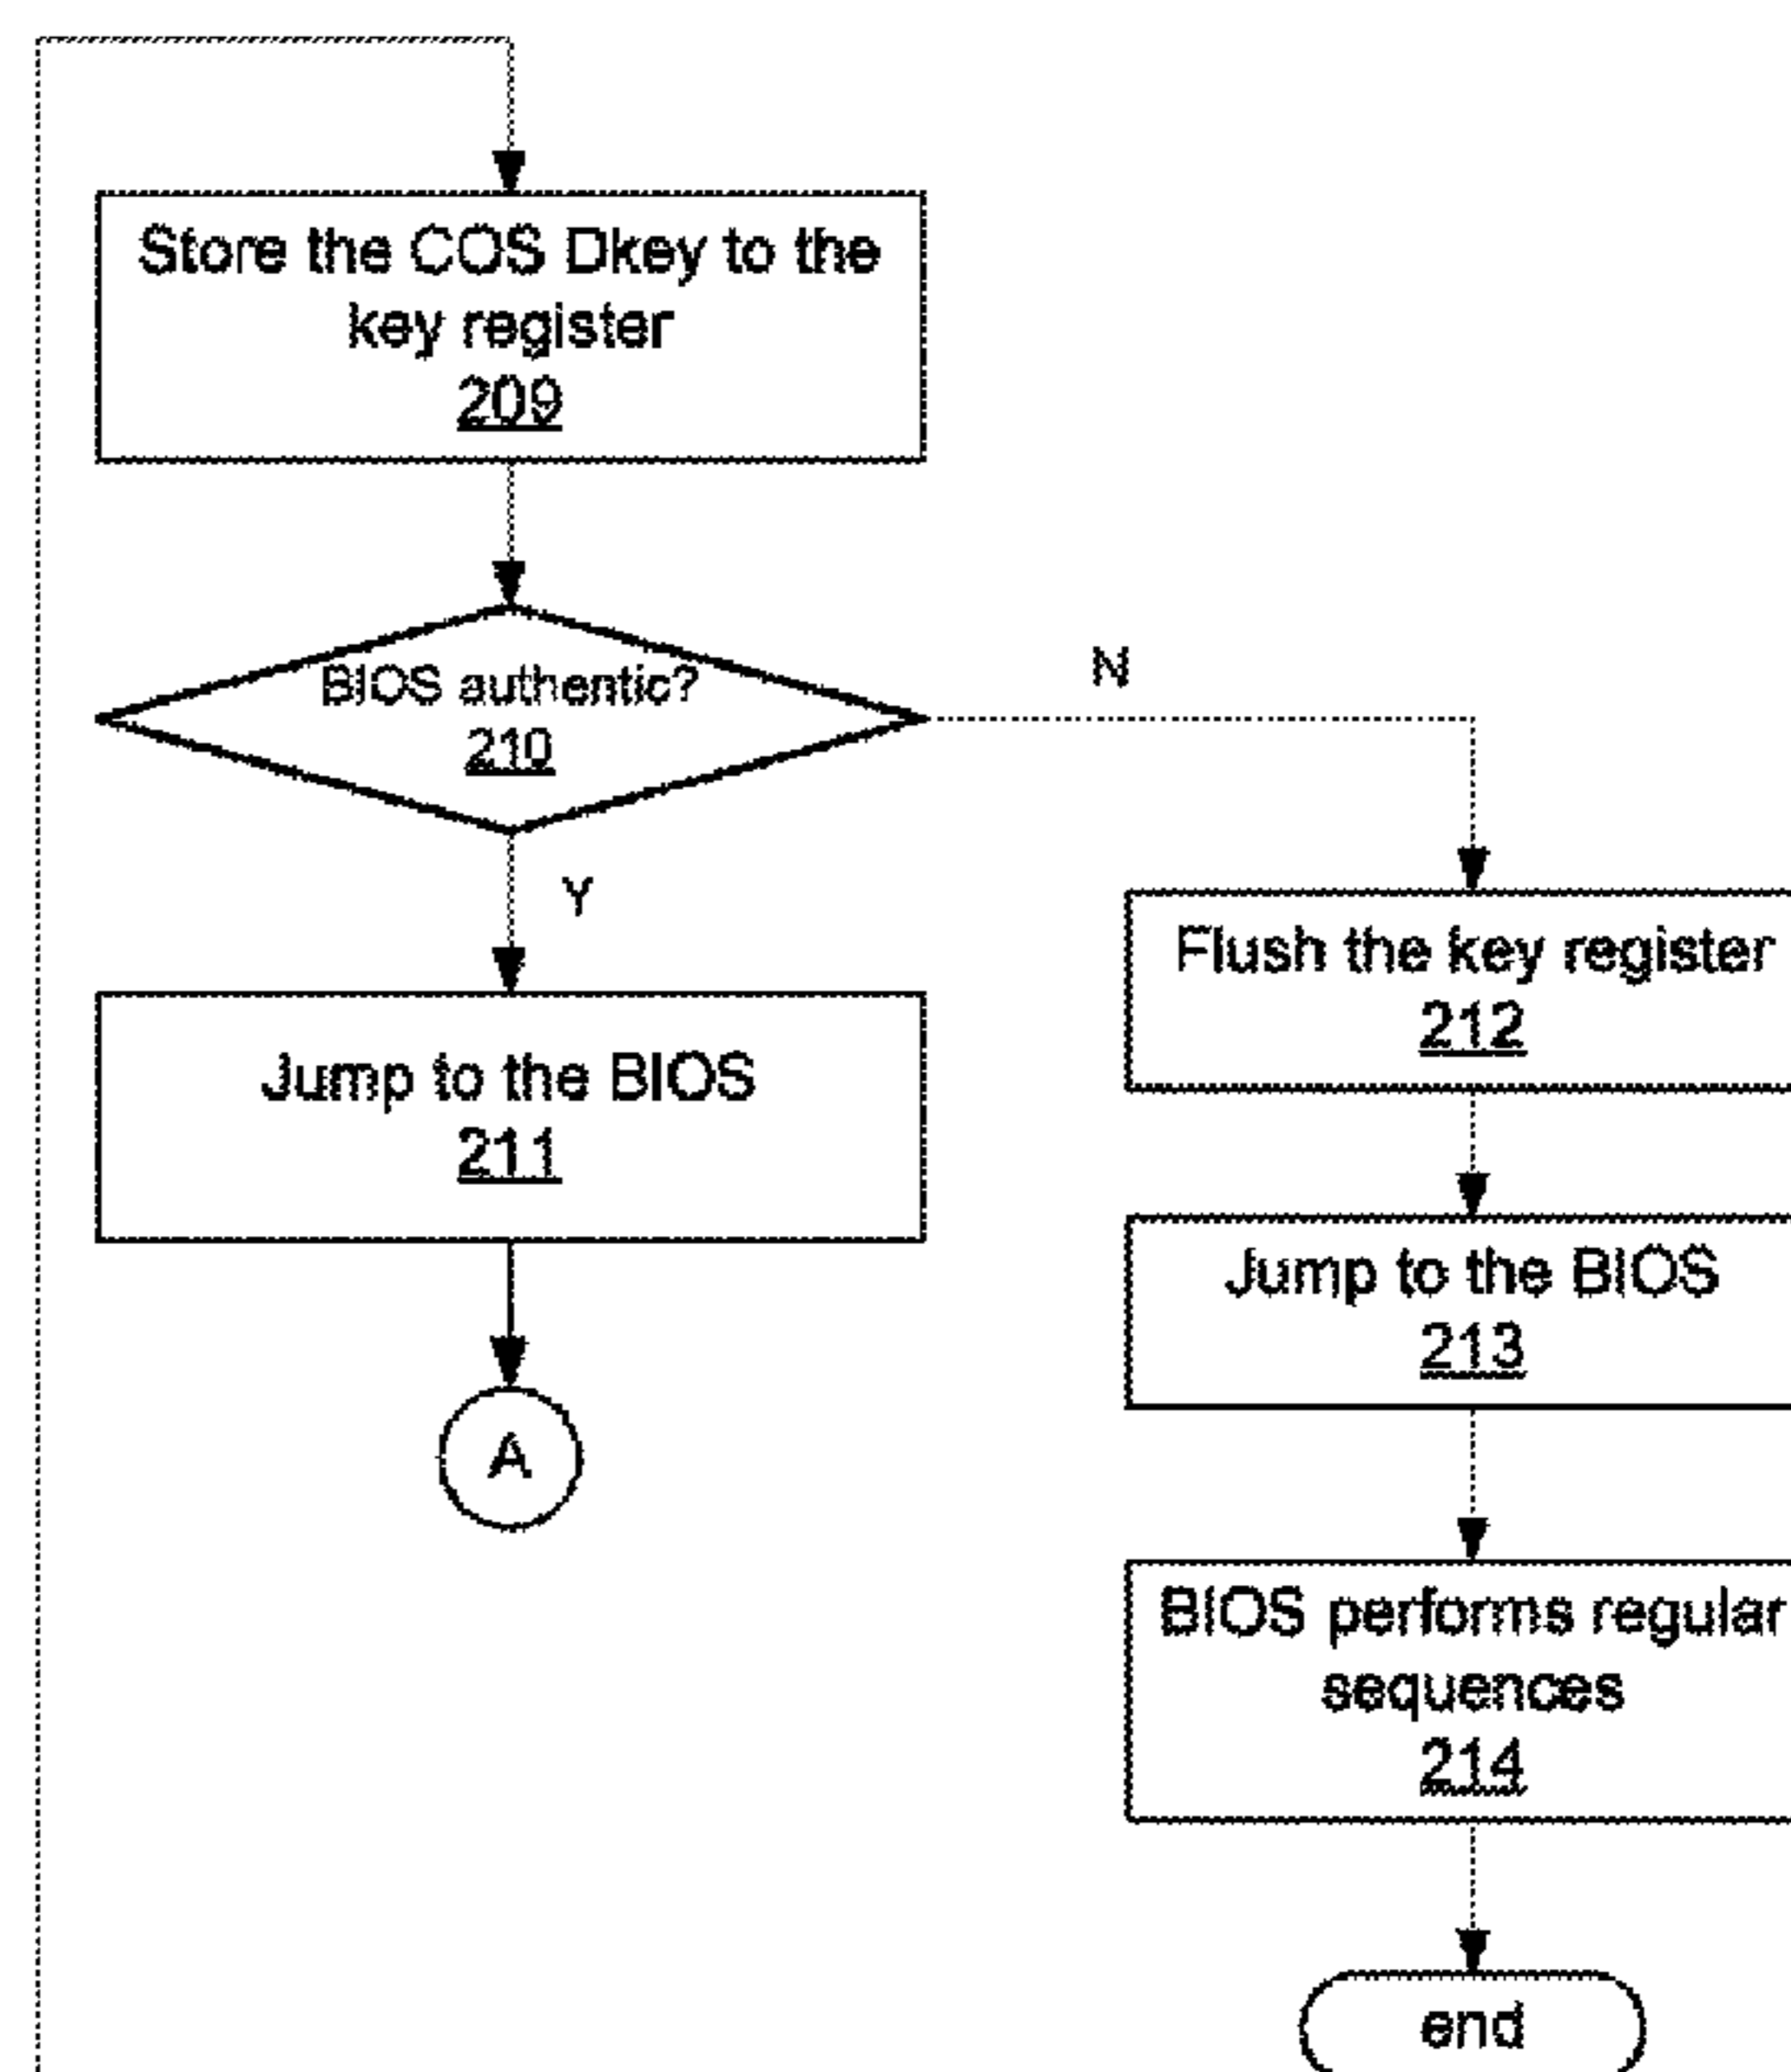 Store the COS Dkey to the
key register
209
BIOS authentic?
210
N
Y
Jump to the BIOS
211
A
Flush the key register
212
Jump to the BIOS
213
BIOS performs regular
sequences
214
end